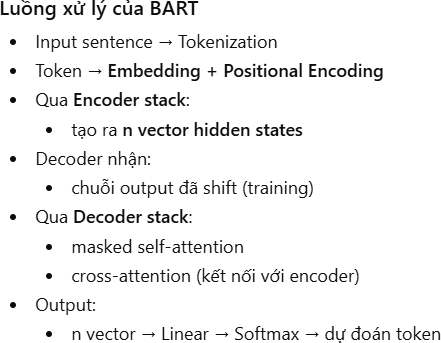 Luồng xử lý của BART
• Input sentence → Tokenization
• Token → Embedding + Positional Encoding
• Qua Encoder stack:
• tạo ra n vector hidden states
• Decoder nhận:
• chuỗi output đã shift (training)
• Qua Decoder stack:
• masked self-attention
• cross-attention (kết nối với encoder)
• Output:
• n vector → Linear → Softmax → dự đoán token